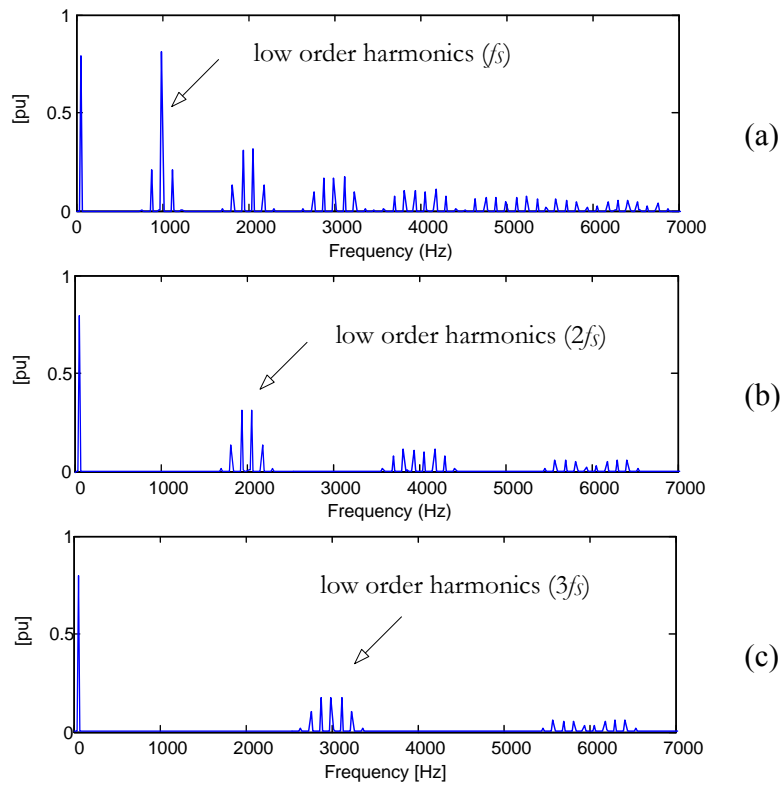 low order harmonics (fs)
1
0.5
0
[pu]
0 1000 2000 3000 4000 5000 6000 7000
Frequency (Hz)
(a)
low order harmonics (2fs)
1
0.5
0
[pu]
0 1000 2000 3000 4000 5000 6000 7000
Frequency (Hz)
(b)
low order harmonics (3fs)
1
0.5
0
[pu]
0 1000 2000 3000 4000 5000 6000 7000
Frequency [Hz]
(c)